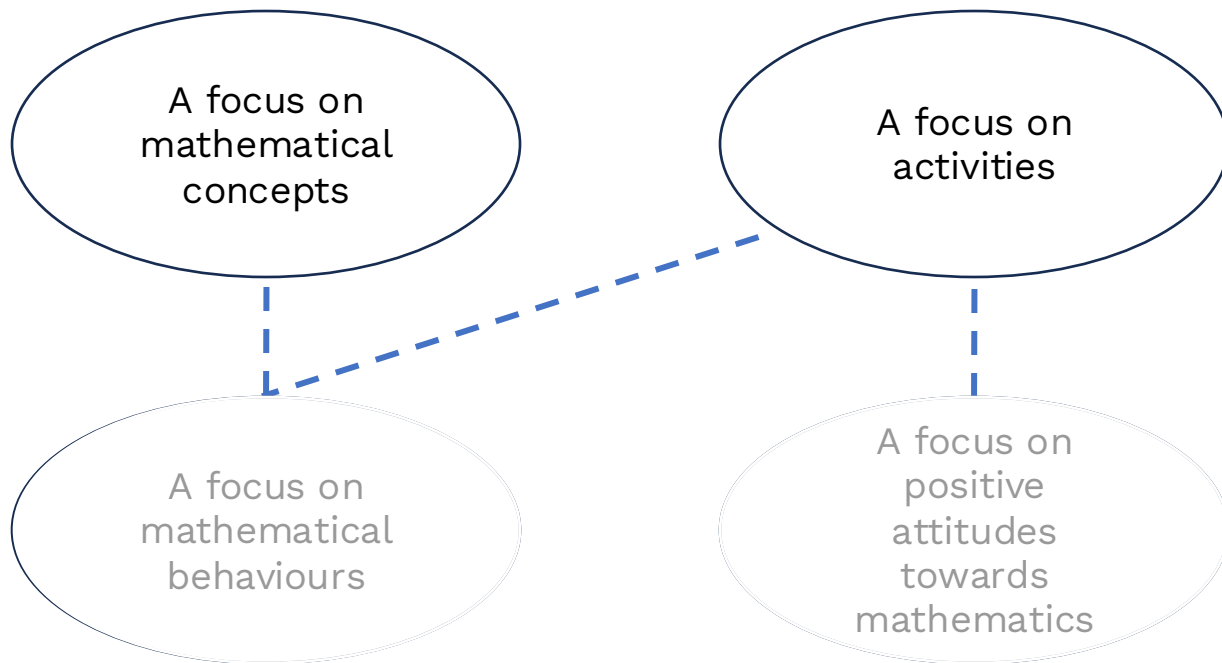 A focus on
mathematical
concepts
A focus on
activities
A focus on
mathematical
behaviours
A focus on
positive
attitudes
towards
mathematics